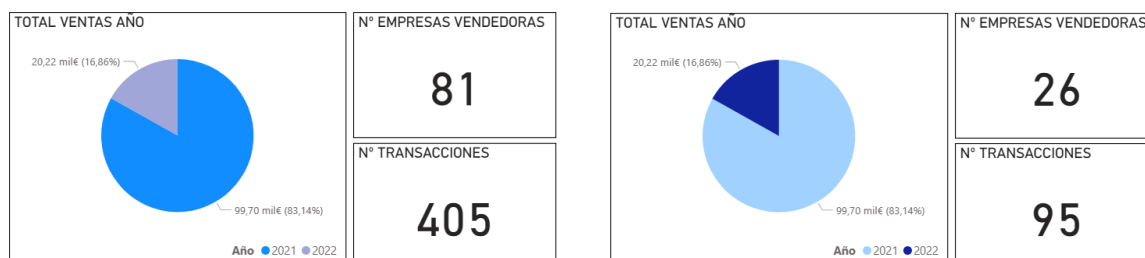 TOTAL VENTAS AÑO
20,22 mil€ (16,86%)
99,70 mil€ (83,14%)
Año 2021 2022
Nº EMPRESAS VENDEDORAS
81
Nº TRANSACCIONES
405
TOTAL VENTAS AÑO
20,22 mil€ (16,86%)
99,70 mil€ (83,14%)
Año 2021 2022
Nº EMPRESAS VENDEDORAS
26
Nº TRANSACCIONES
95